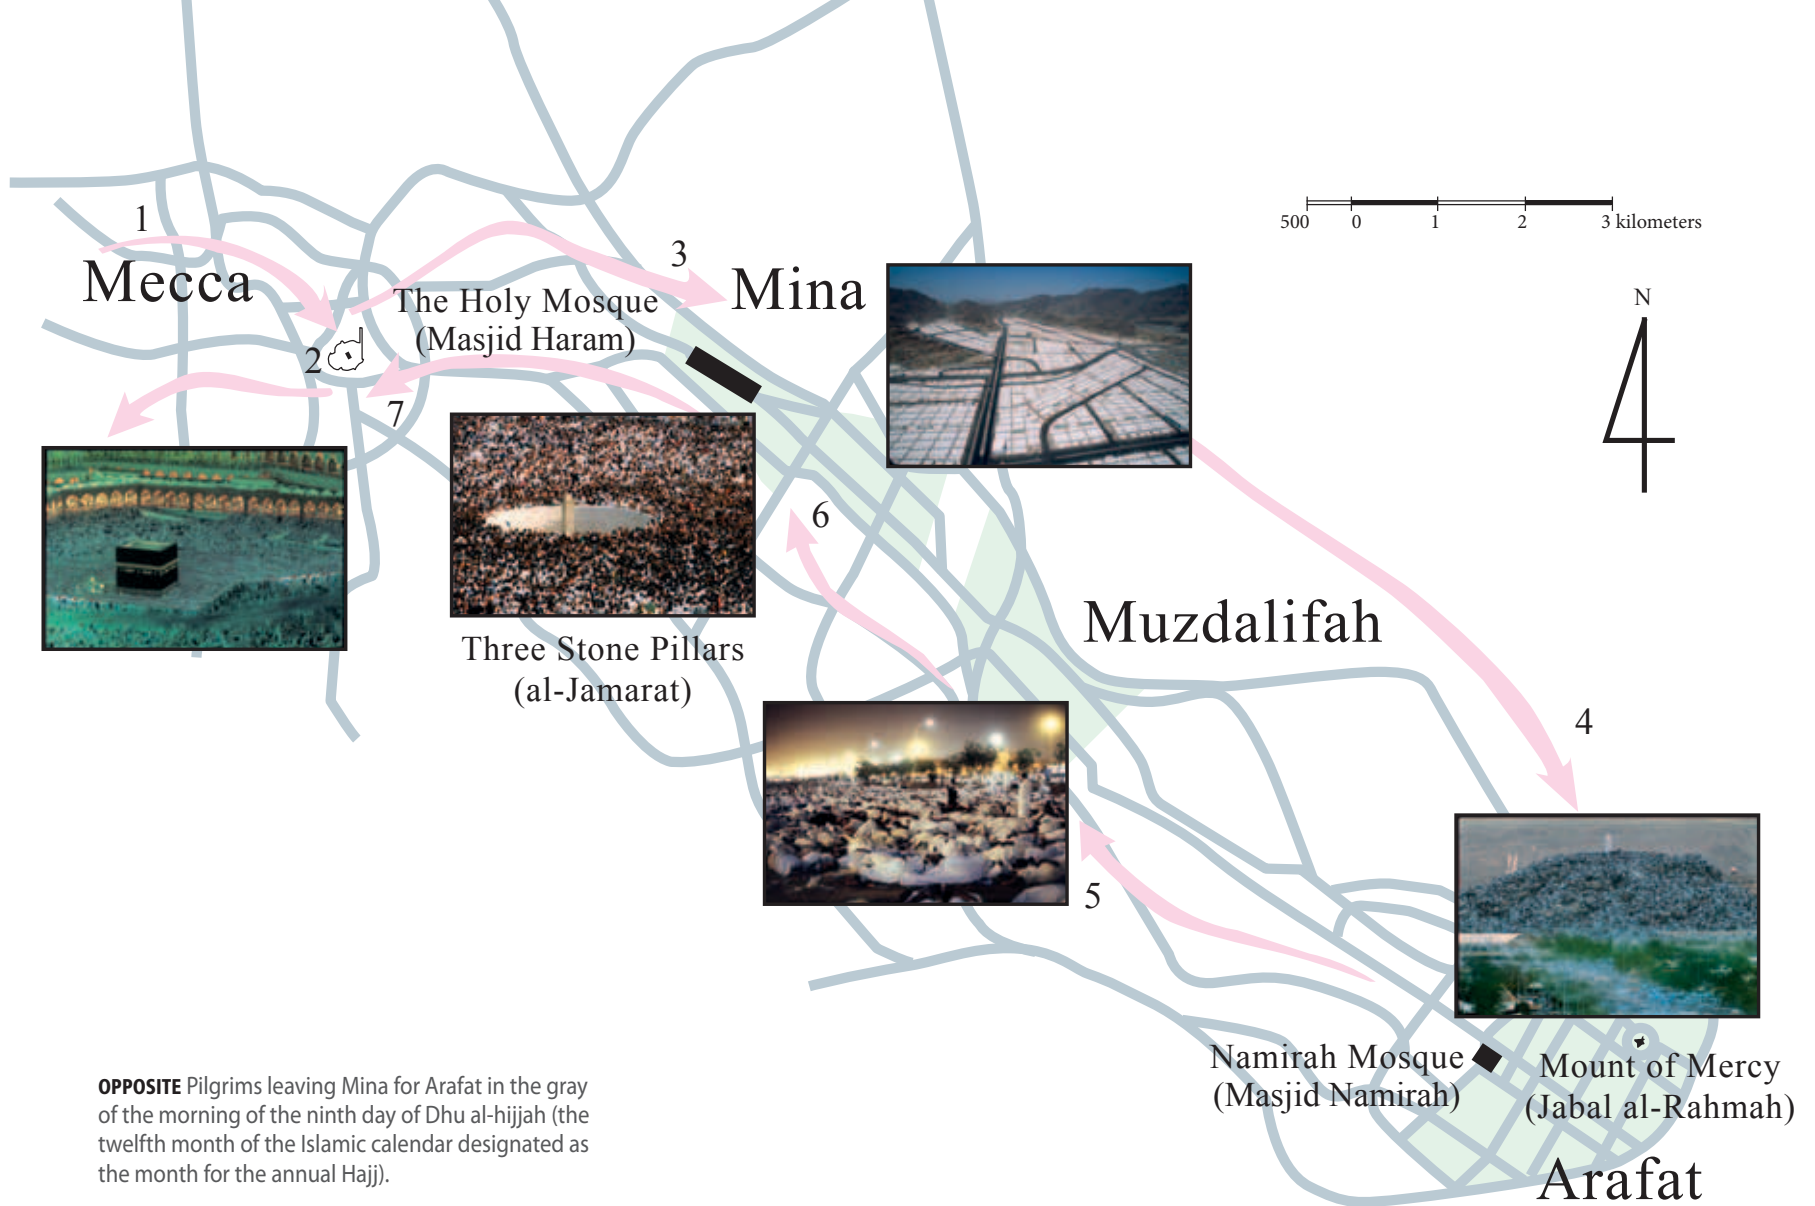 500 0 1 2 3 kilometers
N
1
Mecca
3
Mina
The Holy Mosque
(Masjid Haram)
2
7
6
Three Stone Pillars
(al-Jamarat)
Muzdalifah
4
5
Namirah Mosque
(Masjid Namirah)
Mount of Mercy
(Jabal al-Rahmah)
Arafat
OPPOSITE Pilgrims leaving Mina for Arafat in the gray
of the morning of the ninth day of Dhu al-hijjah (the
twelfth month of the Islamic calendar designated as
the month for the annual Hajj).